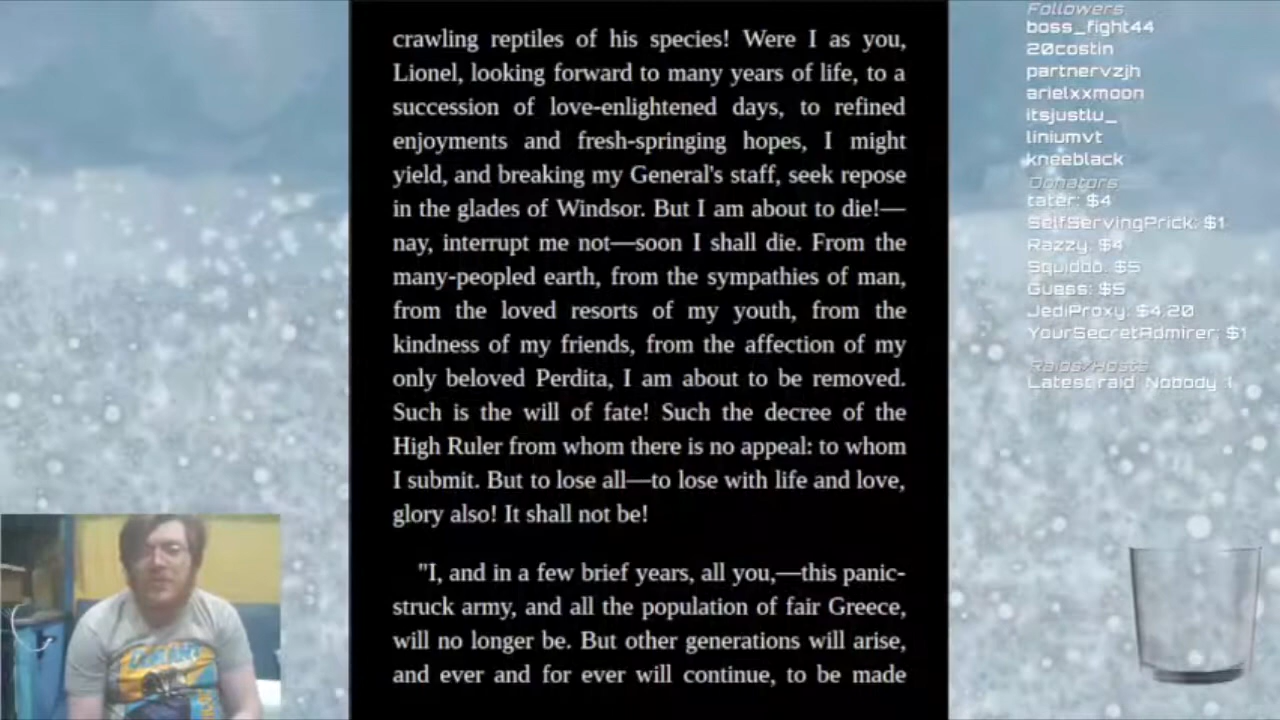 crawling reptiles of his species! Were I as you,
Lionel, looking forward to many years of life, to a
succession of love-enlightened days, to refined
enjoyments and fresh-springing hopes, I might
yield, and breaking my General's staff, seek repose
in the glades of Windsor. But I am about to die!—
nay, interrupt me not—soon I shall die. From the
many-peopled earth, from the sympathies of man,
from the loved resorts of my youth, from the
kindness of my friends, from the affection of my
only beloved Perdita, I am about to be removed.
Such is the will of fate! Such the decree of the
High Ruler from whom there is no appeal: to whom
I submit. But to lose all—to lose with life and love,
glory also! It shall not be!
"I, and in a few brief years, all you,—this panic-
struck army, and all the population of fair Greece,
will no longer be. But other generations will arise,
and ever and for ever will continue, to be made
Followers
boss_fight44
20costin
partnervzjh
arielxxmoon
itsjustlu_
liniumvt
kneeblack
Donators
tater: $4
SelfServingPrick: $1
Razzy: $4
Squidoo: $5
Guess: $5
JediProxy: $4.20
YourSecretAdmirer: $1
Raids/Hosts
Latest raid: Nobody :(